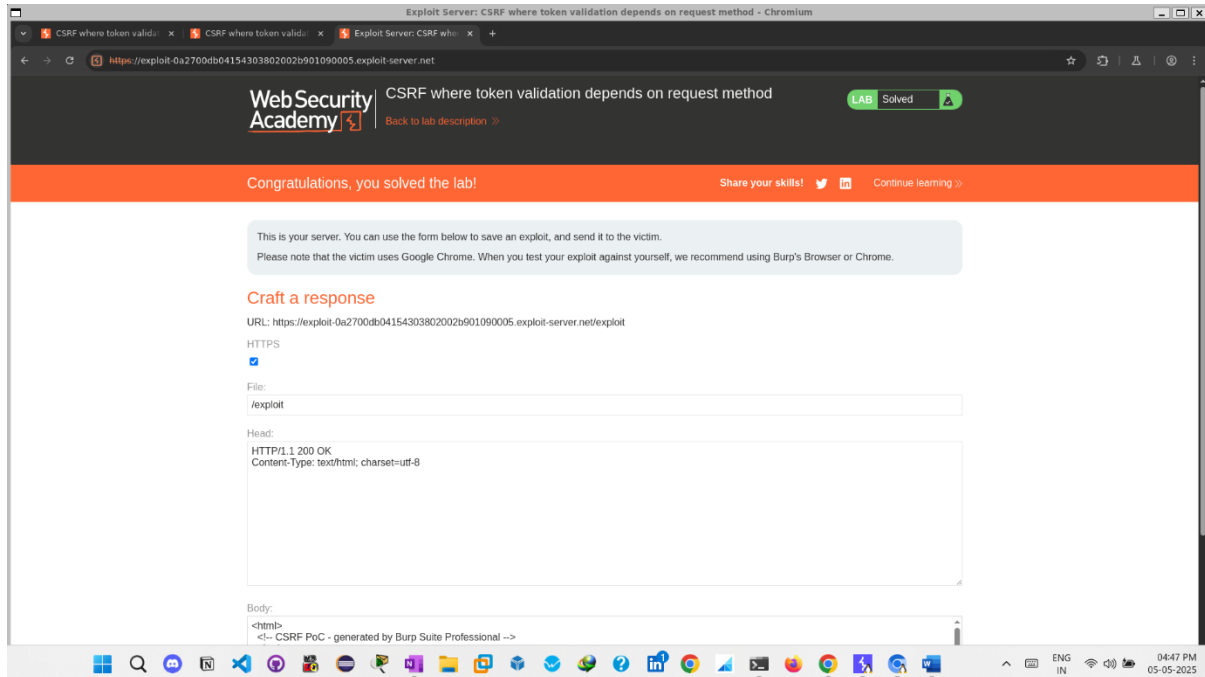 Exploit Server: CSRF where token validation depends on request method - Chromium
CSRF where token valida
CSRF where token valida
Exploit Server: CSRF whe
https://exploit-0a2700db04154303802002b901090005.exploit-server.net
WebSecurity Academy
CSRF where token validation depends on request method
Back to lab description
LAB Solved
Congratulations, you solved the lab!
Share your skills!
Continue learning
This is your server. You can use the form below to save an exploit, and send it to the victim.
Please note that the victim uses Google Chrome. When you test your exploit against yourself, we recommend using Burp's Browser or Chrome.
Craft a response
URL: https://exploit-0a2700db04154303802002b901090005.exploit-server.net/exploit
HTTPS
File:
/exploit
Head:
HTTP/1.1 200 OK
Content-Type: text/html; charset=utf-8
Body:
<html>
<!-- CSRF PoC - generated by Burp Suite Professional -->
ENG
IN
04:47 PM
05-05-2025